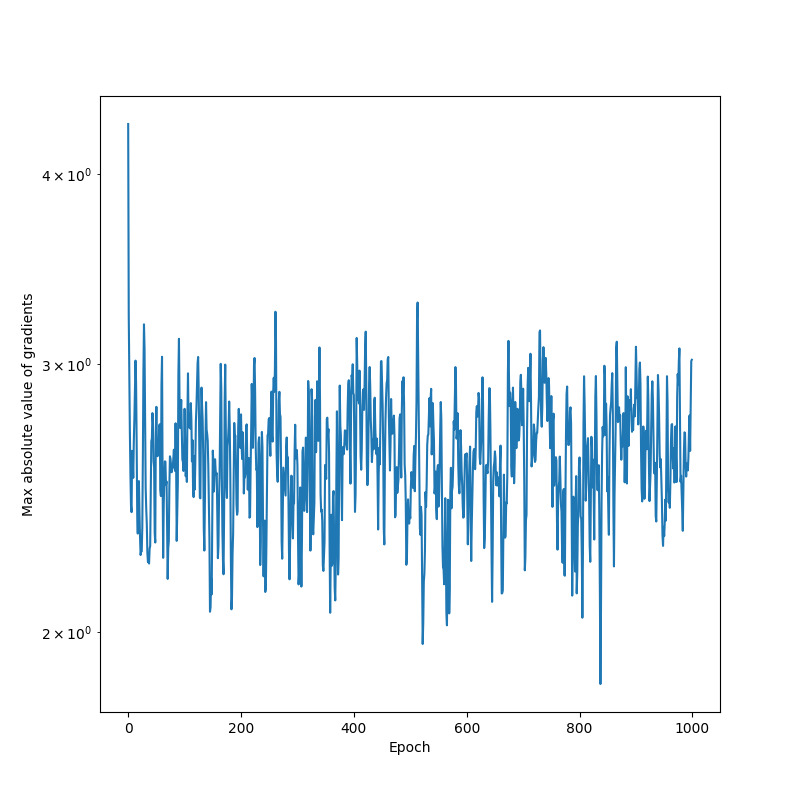 Max absolute value of gradients
4 × 10⁰
3 × 10⁰
2 × 10⁰
0 200 400 600 800 1000
Epoch